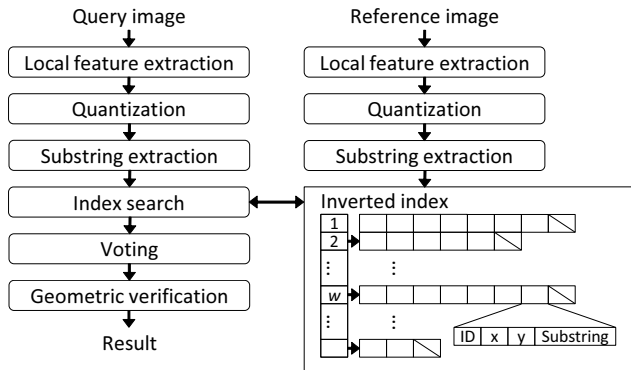 Query image
Local feature extraction
Quantization
Substring extraction
Index search
Voting
Geometric verification
Result
Reference image
Local feature extraction
Quantization
Substring extraction
Inverted index
1
2
⋮ ⋮
w
⋮ ⋮
ID x y Substring